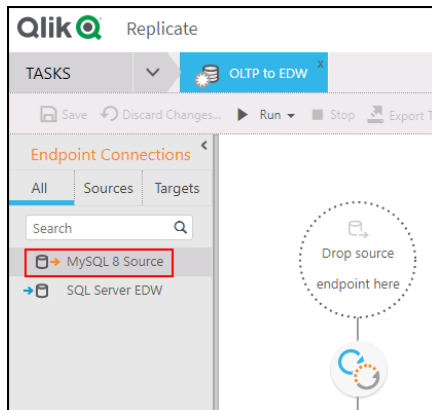 Qlik Replicate
TASKS
OLTP to EDW X
Save Discard Changes... Run Stop Export T
Endpoint Connections
All Sources Targets
Search
MySQL 8 Source
SQL Server EDW
Drop source
endpoint here